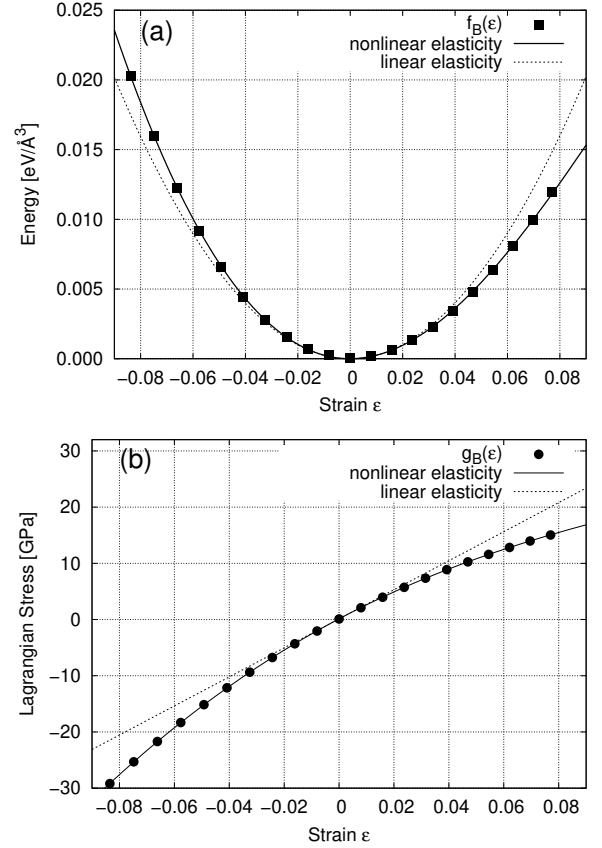 (a)
f_B(ε)
nonlinear elasticity
linear elasticity
Energy [eV/Å³]
0.025
0.020
0.015
0.010
0.005
0.000
−0.08 −0.06 −0.04 −0.02 0 0.02 0.04 0.06 0.08
Strain ε
(b)
g_B(ε)
nonlinear elasticity
linear elasticity
Lagrangian Stress [GPa]
30
20
10
0
−10
−20
−30
−0.08 −0.06 −0.04 −0.02 0 0.02 0.04 0.06 0.08
Strain ε